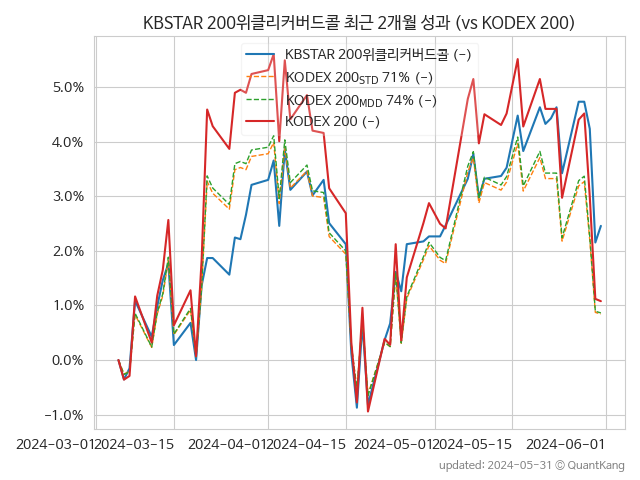 KBSTAR 200위클리커버드콜 최근 2개월 성과 (vs KODEX 200)
KBSTAR 200위클리커버드콜 (-)
KODEX 200STD 71% (-)
KODEX 200MDD 74% (-)
KODEX 200 (-)
5.0%
4.0%
3.0%
2.0%
1.0%
0.0%
-1.0%
2024-03-01 2024-03-15 2024-04-01 2024-04-15 2024-05-01 2024-05-15 2024-06-01
updated: 2024-05-31 © QuantKang